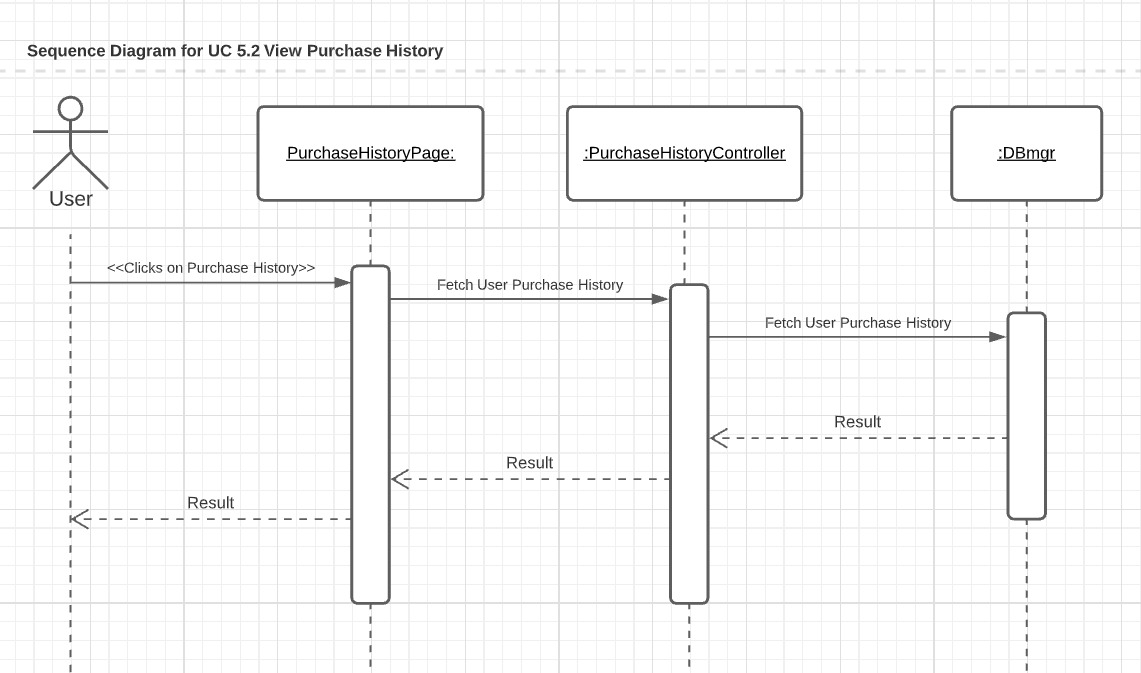 Sequence Diagram for UC 5.2 View Purchase History
User
PurchaseHistoryPage:
:PurchaseHistoryController
:DBmgr
<<Clicks on Purchase History>>
Fetch User Purchase History
Fetch User Purchase History
Result
Result
Result